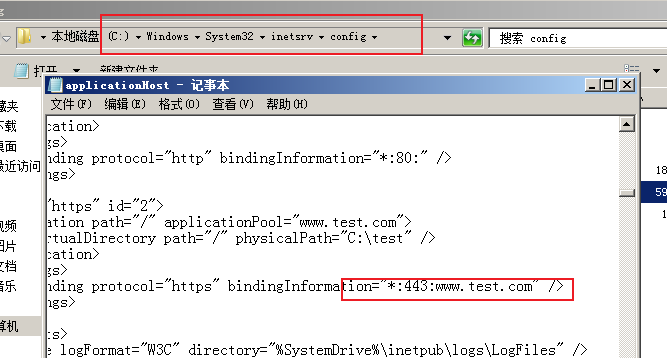 本地磁盘 (C:) Windows System32 inetsrv config
搜索 config
打开 新建文件夹
applicationHost - 记事本
文件(F) 编辑(E) 格式(O) 查看(V) 帮助(H)
藏夹
下载
桌面
最近访问
视频
图片
文档
音乐
算机
cation>
gs>
nding protocol="http" bindingInformation="*:80:" />
ngs>
"https" id="2">
ation path="/" applicationPool="www.test.com">
rtualDirectory path="/" physicalPath="C:\test" />
cation>
gs>
nding protocol="https" bindingInformation="*:443:www.test.com" />
ngs>
ts>
e logFormat="W3C" directory="%SystemDrive%\inetpub\logs\LogFiles" />
18
59
1